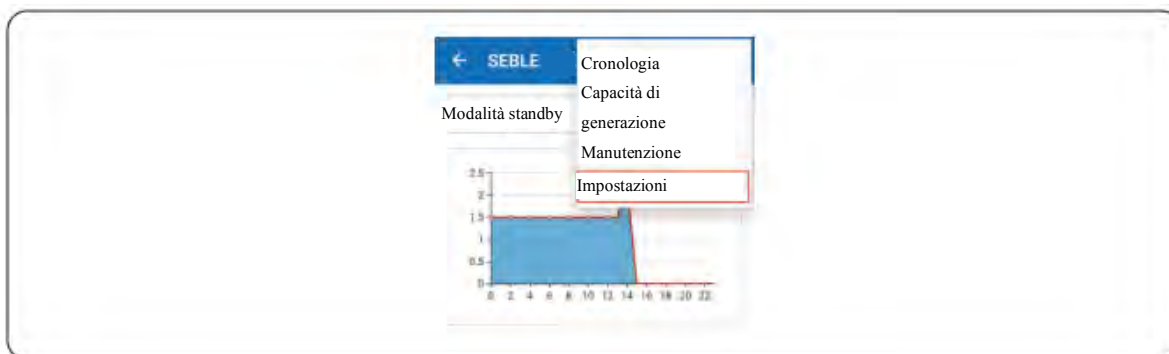 ← SEBLE
Cronologia
Capacità di
generazione
Manutenzione
Impostazioni
Modalità standby
2.5
2
1.5
1
0.5
0
0 2 4 6 8 10 12 14 16 18 20 22